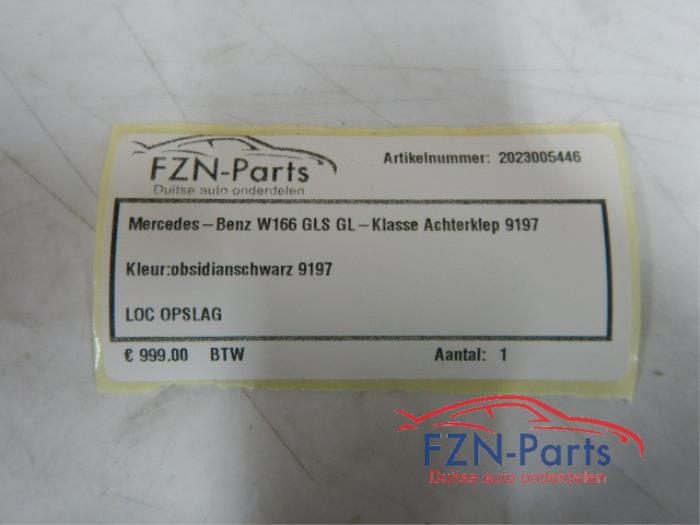 FZN-Parts
Duitse auto onderdelen
Artikelnummer: 2023005446
Mercedes-Benz W166 GLS GL-Klasse Achterklep 9197
Kleur:obsidianschwarz 9197
LOC OPSLAG
€ 999.00 BTW Aantal: 1
FZN-Parts
Duitse auto onderdelen